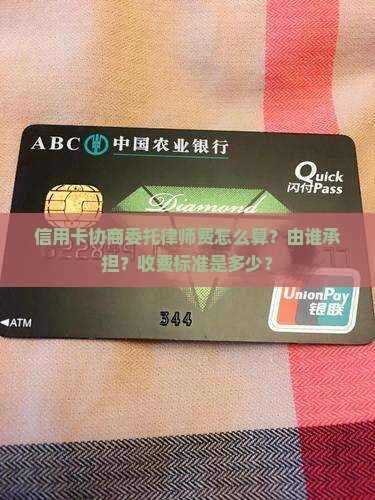 ABC 中国农业银行
Quick
闪付Pass
Diamond
信用卡协商委托律师费怎么算？由谁承
担？收费标准是多少？
UnionPay
银联
◀ATM
344